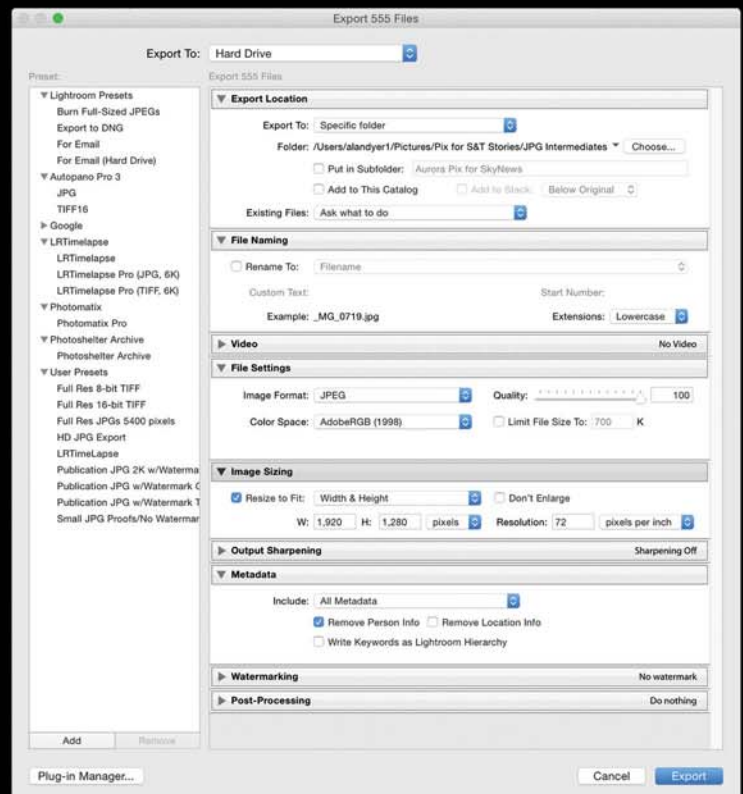 Export 555 Files
Export To: Hard Drive
Preset:
Export 555 Files
Lightroom Presets
Burn Full-Sized JPEGs
Export to DNG
For Email
For Email (Hard Drive)
Autopano Pro 3
JPG
TIFF16
Google
LRTimelapse
LRTimelapse
LRTimelapse Pro (JPG, 6K)
LRTimelapse Pro (TIFF, 6K)
Photomatix
Photomatix Pro
Photoshelter Archive
Photoshelter Archive
User Presets
Full Res 8-bit TIFF
Full Res 16-bit TIFF
Full Res JPGs 5400 pixels
HD JPG Export
LRTimeLapse
Publication JPG 2K w/Waterma
Publication JPG w/Watermark C
Publication JPG w/Watermark T
Small JPG Proofs/No Watermar
Add Remove
Export Location
Export To: Specific folder
Folder: /Users/alandyer1/Pictures/Pix for S&T Stories/JPG Intermediates Choose...
Put in Subfolder: Aurora Pix for SkyNews
Add to This Catalog Add to Stack: Below Original
Existing Files: Ask what to do
File Naming
Rename To: Filename
Custom Text: Start Number:
Example: _MG_0719.jpg Extensions: Lowercase
Video No Video
File Settings
Image Format: JPEG Quality: 100
Color Space: AdobeRGB (1998) Limit File Size To: 700 K
Image Sizing
Resize to Fit: Width & Height Don't Enlarge
W: 1,920 H: 1,280 pixels Resolution: 72 pixels per inch
Output Sharpening Sharpening Off
Metadata
Include: All Metadata
Remove Person Info Remove Location Info
Write Keywords as Lightroom Hierarchy
Watermarking No watermark
Post-Processing Do nothing
Plug-in Manager... Cancel Export